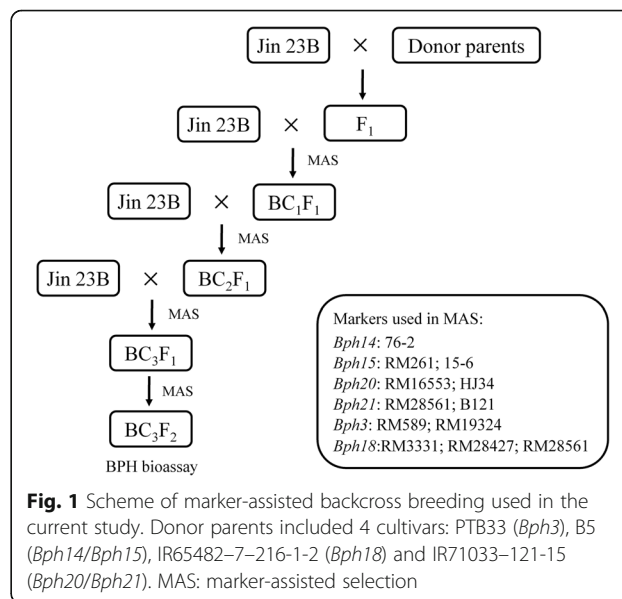 Jin 23B × Donor parents
Jin 23B × F₁
MAS
Jin 23B × BC₁F₁
MAS
Jin 23B × BC₂F₁
MAS
BC₃F₁
MAS
BC₃F₂
BPH bioassay
Markers used in MAS:
Bph14: 76-2
Bph15: RM261; 15-6
Bph20: RM16553; HJ34
Bph21: RM28561; B121
Bph3: RM589; RM19324
Bph18:RM3331; RM28427; RM28561
Fig. 1 Scheme of marker-assisted backcross breeding used in the
current study. Donor parents included 4 cultivars: PTB33 (Bph3), B5
(Bph14/Bph15), IR65482–7–216-1-2 (Bph18) and IR71033–121-15
(Bph20/Bph21). MAS: marker-assisted selection